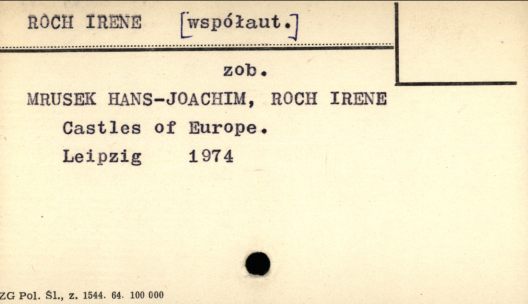 ROCH IRENE [współaut.]
zob.
MRUSEK HANS-JOACHIM, ROCH IRENE
Castles of Europe.
Leipzig 1974
ZG Pol. Śl., z. 1544. 64. 100 000